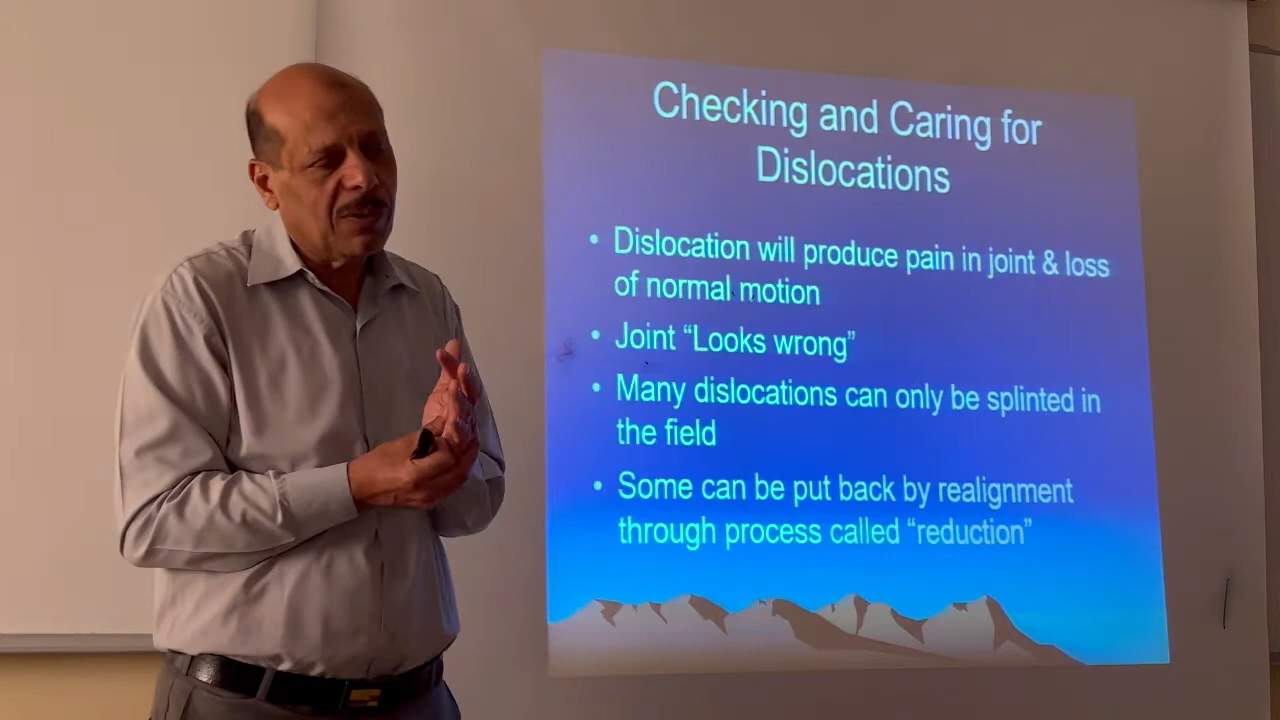 Checking and Caring for
Dislocations
• Dislocation will produce pain in joint & loss
of normal motion
• Joint “Looks wrong”
• Many dislocations can only be splinted in
the field
• Some can be put back by realignment
through process called “reduction”